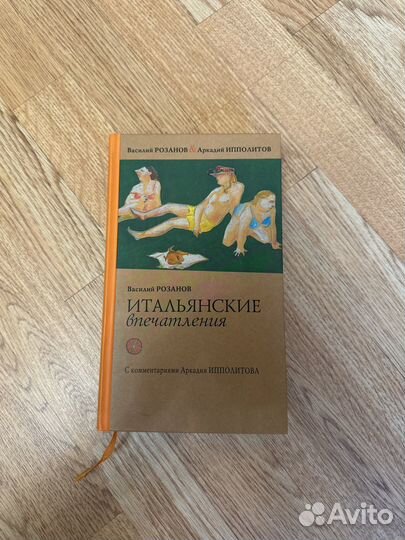 Василий РОЗАНОВ & Аркадий ИППОЛИТОВ
Василий РОЗАНОВ
ИТАЛЬЯНСКИЕ
впечатления
С комментариями Аркадия ИППОЛИТОВА
Avito